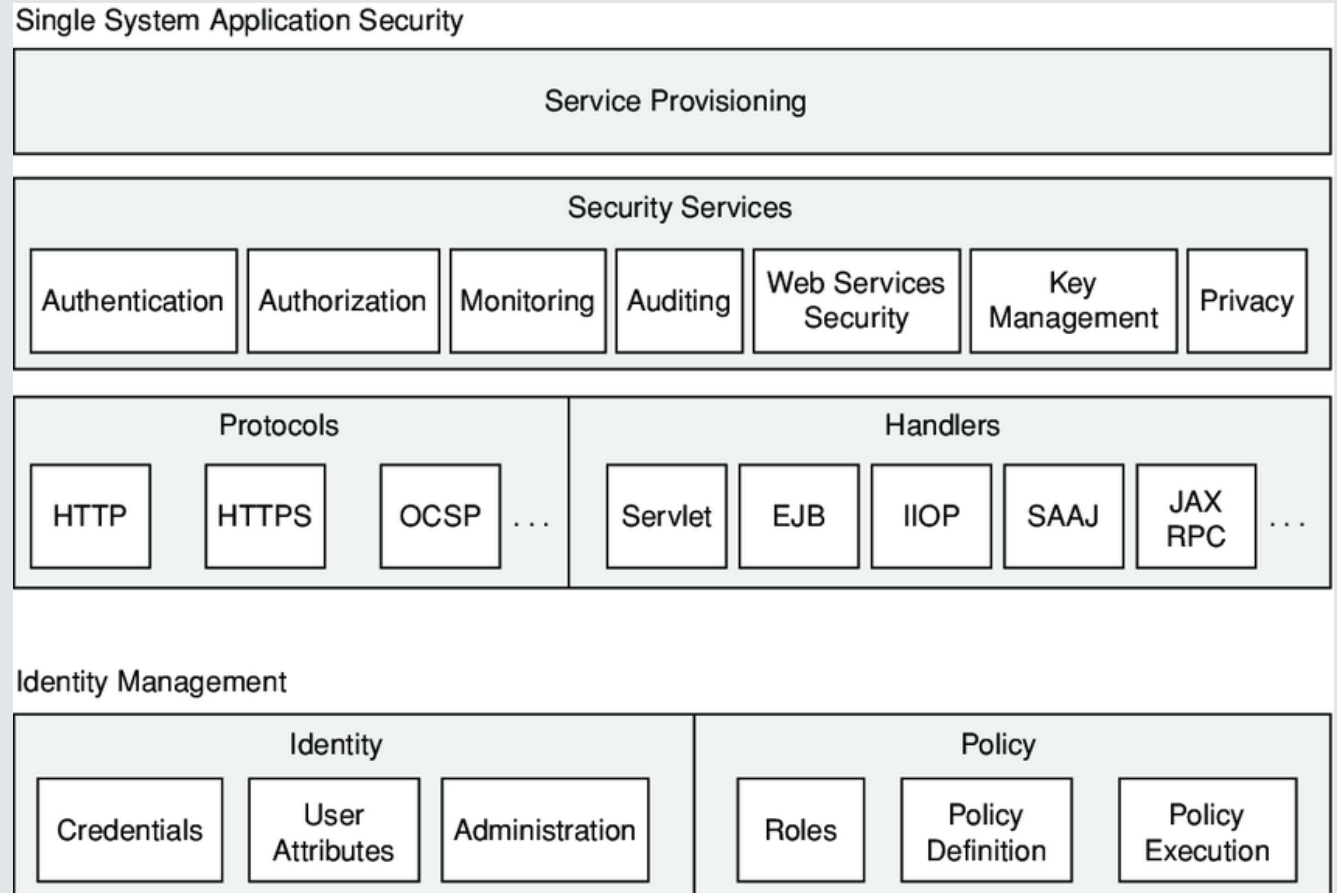 Single System Application Security
Service Provisioning
Security Services
Authentication
Authorization
Monitoring
Auditing
Web Services
Security
Key
Management
Privacy
Protocols
HTTP
HTTPS
OCSP
...
Handlers
Servlet
EJB
IIOP
SAAJ
JAX
RPC
...
Identity Management
Identity
Credentials
User
Attributes
Administration
Policy
Roles
Policy
Definition
Policy
Execution